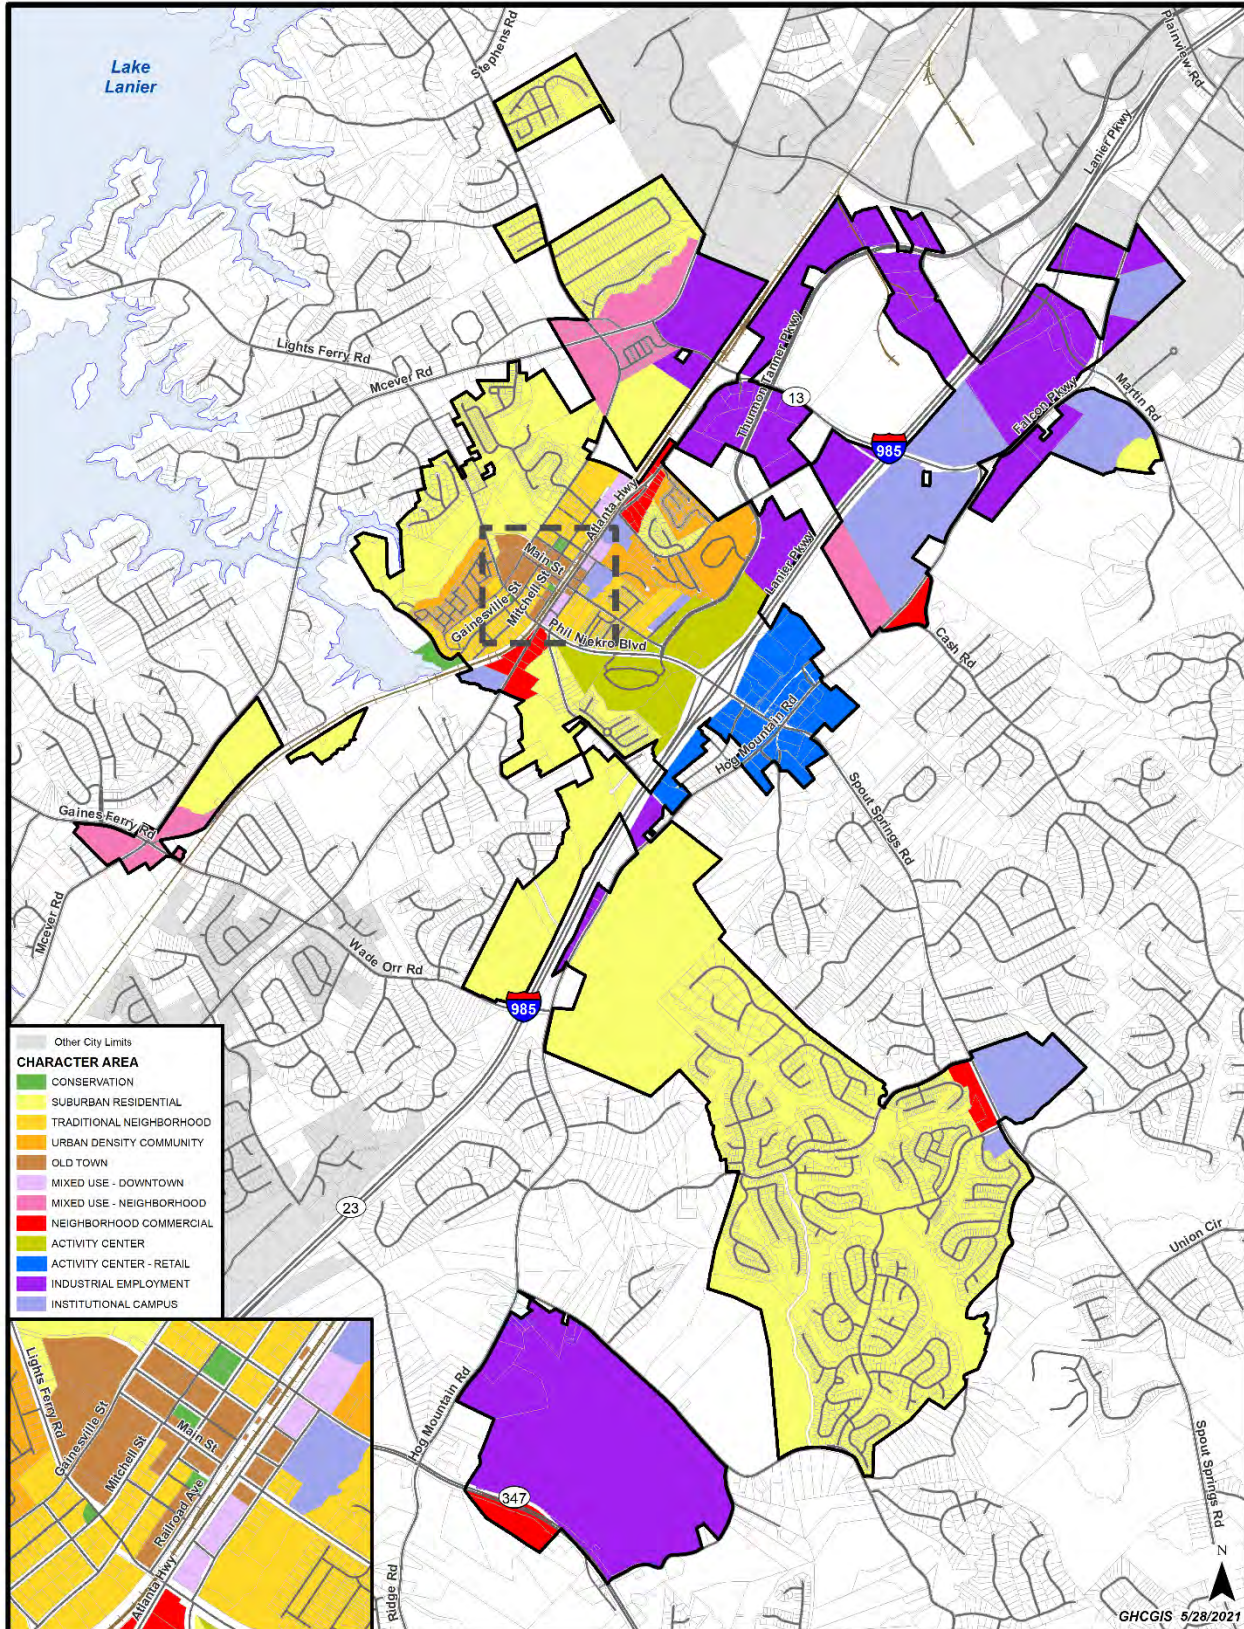 Lake
Lanier
Stephens Rd
Plainview Rd
Lanier Pkwy
Lights Ferry Rd
Mcever Rd
Thurmon Tanner Pkwy
13
985
Falcon Pkwy
Martin Rd
Atlanta Hwy
Main St
Gainesville St
Mitchell St
Lanier Pkwy
Phil Niekro Blvd
Cash Rd
Hog Mountain Rd
Spout Springs Rd
Gaines Ferry Rd
Mcever Rd
Wade Orr Rd
985
23
Union Cir
Hog Mountain Rd
347
Ridge Rd
Spout Springs Rd
Other City Limits
CHARACTER AREA
CONSERVATION
SUBURBAN RESIDENTIAL
TRADITIONAL NEIGHBORHOOD
URBAN DENSITY COMMUNITY
OLD TOWN
MIXED USE - DOWNTOWN
MIXED USE - NEIGHBORHOOD
NEIGHBORHOOD COMMERCIAL
ACTIVITY CENTER
ACTIVITY CENTER - RETAIL
INDUSTRIAL EMPLOYMENT
INSTITUTIONAL CAMPUS
Lights Ferry Rd
Gainesville St
Mitchell St
Main St
Railroad Ave
Atlanta Hwy
N
GHCGIS 5/28/2021